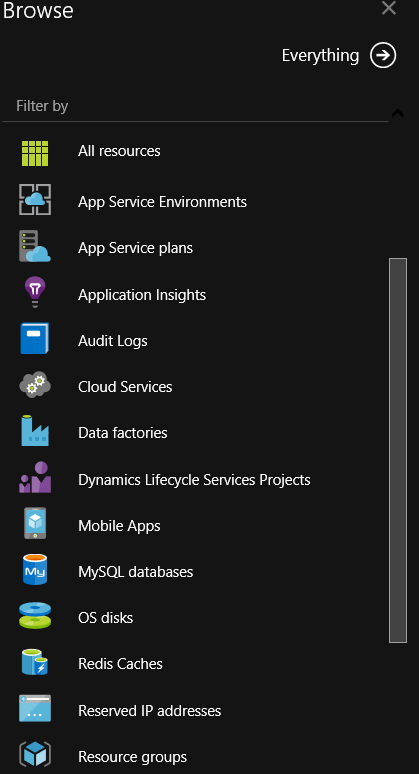 Browse
Everything
Filter by
All resources
App Service Environments
App Service plans
Application Insights
Audit Logs
Cloud Services
Data factories
Dynamics Lifecycle Services Projects
Mobile Apps
My
MySQL databases
OS disks
Redis Caches
Reserved IP addresses
Resource groups